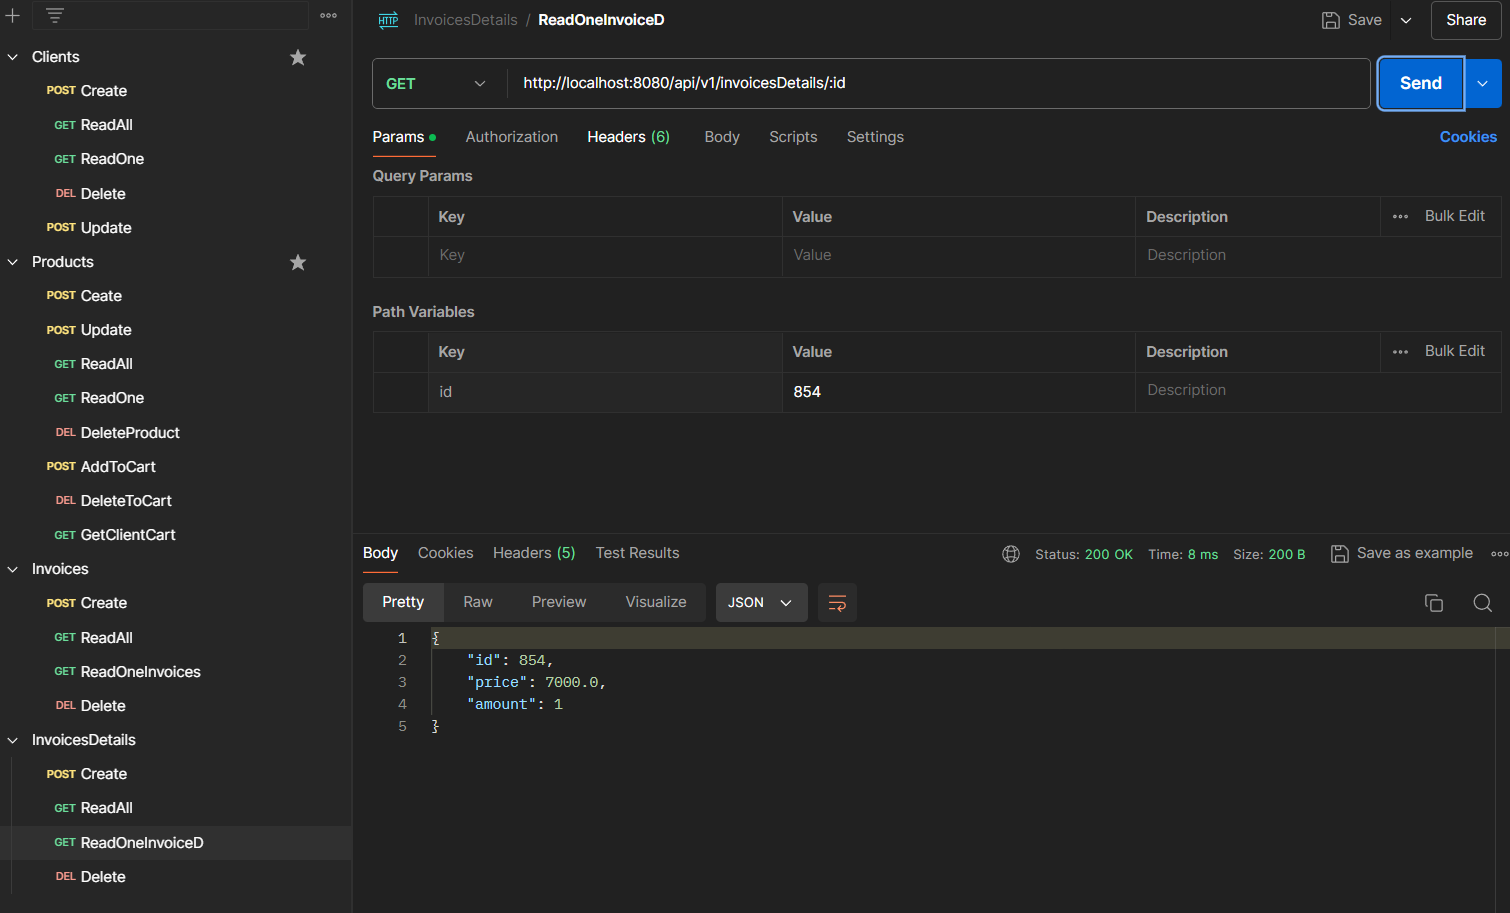 Clients
POST Create
GET ReadAll
GET ReadOne
DEL Delete
POST Update
Products
POST Ceate
POST Update
GET ReadAll
GET ReadOne
DEL DeleteProduct
POST AddToCart
DEL DeleteToCart
GET GetClientCart
Invoices
POST Create
GET ReadAll
GET ReadOneInvoices
DEL Delete
InvoicesDetails
POST Create
GET ReadAll
GET ReadOneInvoiceD
DEL Delete
HTTP InvoicesDetails / ReadOneInvoiceD Save Share
GET http://localhost:8080/api/v1/invoicesDetails/:id Send
Params Authorization Headers (6) Body Scripts Settings Cookies
Query Params
Key Value Description Bulk Edit
Key Value Description
Path Variables
Key Value Description Bulk Edit
id 854 Description
Body Cookies Headers (5) Test Results Status: 200 OK Time: 8 ms Size: 200 B Save as example
Pretty Raw Preview Visualize JSON
1 {
2 "id": 854,
3 "price": 7000.0,
4 "amount": 1
5 }